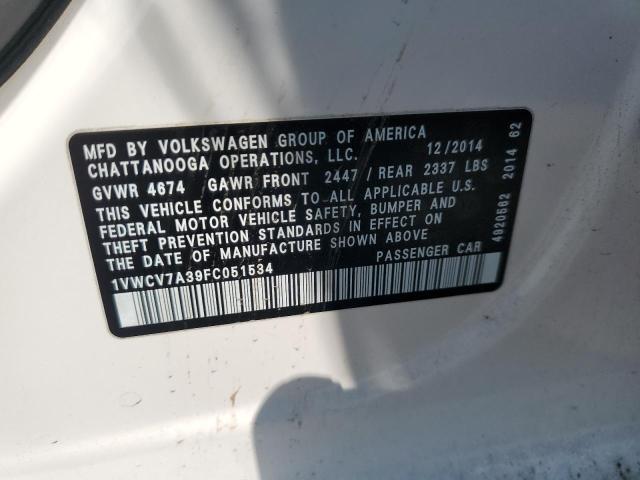 MFD BY VOLKSWAGEN GROUP OF AMERICA
CHATTANOOGA OPERATIONS, LLC. 12/2014
GVWR 4674 GAWR FRONT 2447 / REAR 2337 LBS
THIS VEHICLE CONFORMS TO ALL APPLICABLE U.S.
FEDERAL MOTOR VEHICLE SAFETY, BUMPER AND
THEFT PREVENTION STANDARDS IN EFFECT ON
THE DATE OF MANUFACTURE SHOWN ABOVE
1VWCV7A39FC051534 PASSENGER CAR
4920562 2014 62